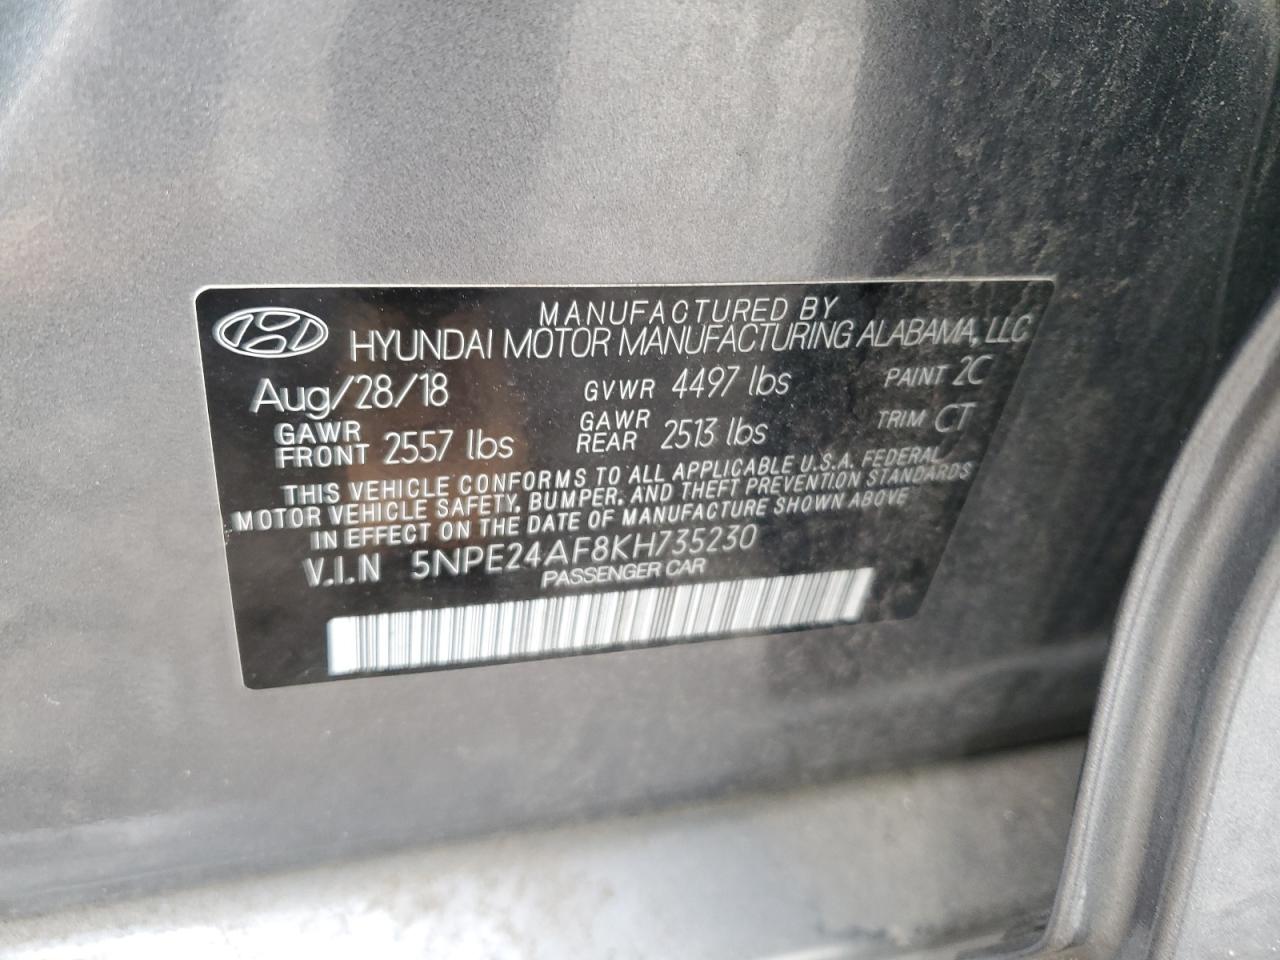 MANUFACTURED BY
HYUNDAI MOTOR MANUFACTURING ALABAMA, LLC
Aug/28/18 GVWR 4497 lbs PAINT 2C
GAWR FRONT 2557 lbs GAWR REAR 2513 lbs TRIM CT
THIS VEHICLE CONFORMS TO ALL APPLICABLE U.S.A. FEDERAL
MOTOR VEHICLE SAFETY, BUMPER, AND THEFT PREVENTION STANDARDS
IN EFFECT ON THE DATE OF MANUFACTURE SHOWN ABOVE
V.I.N 5NPE24AF8KH735230
PASSENGER CAR